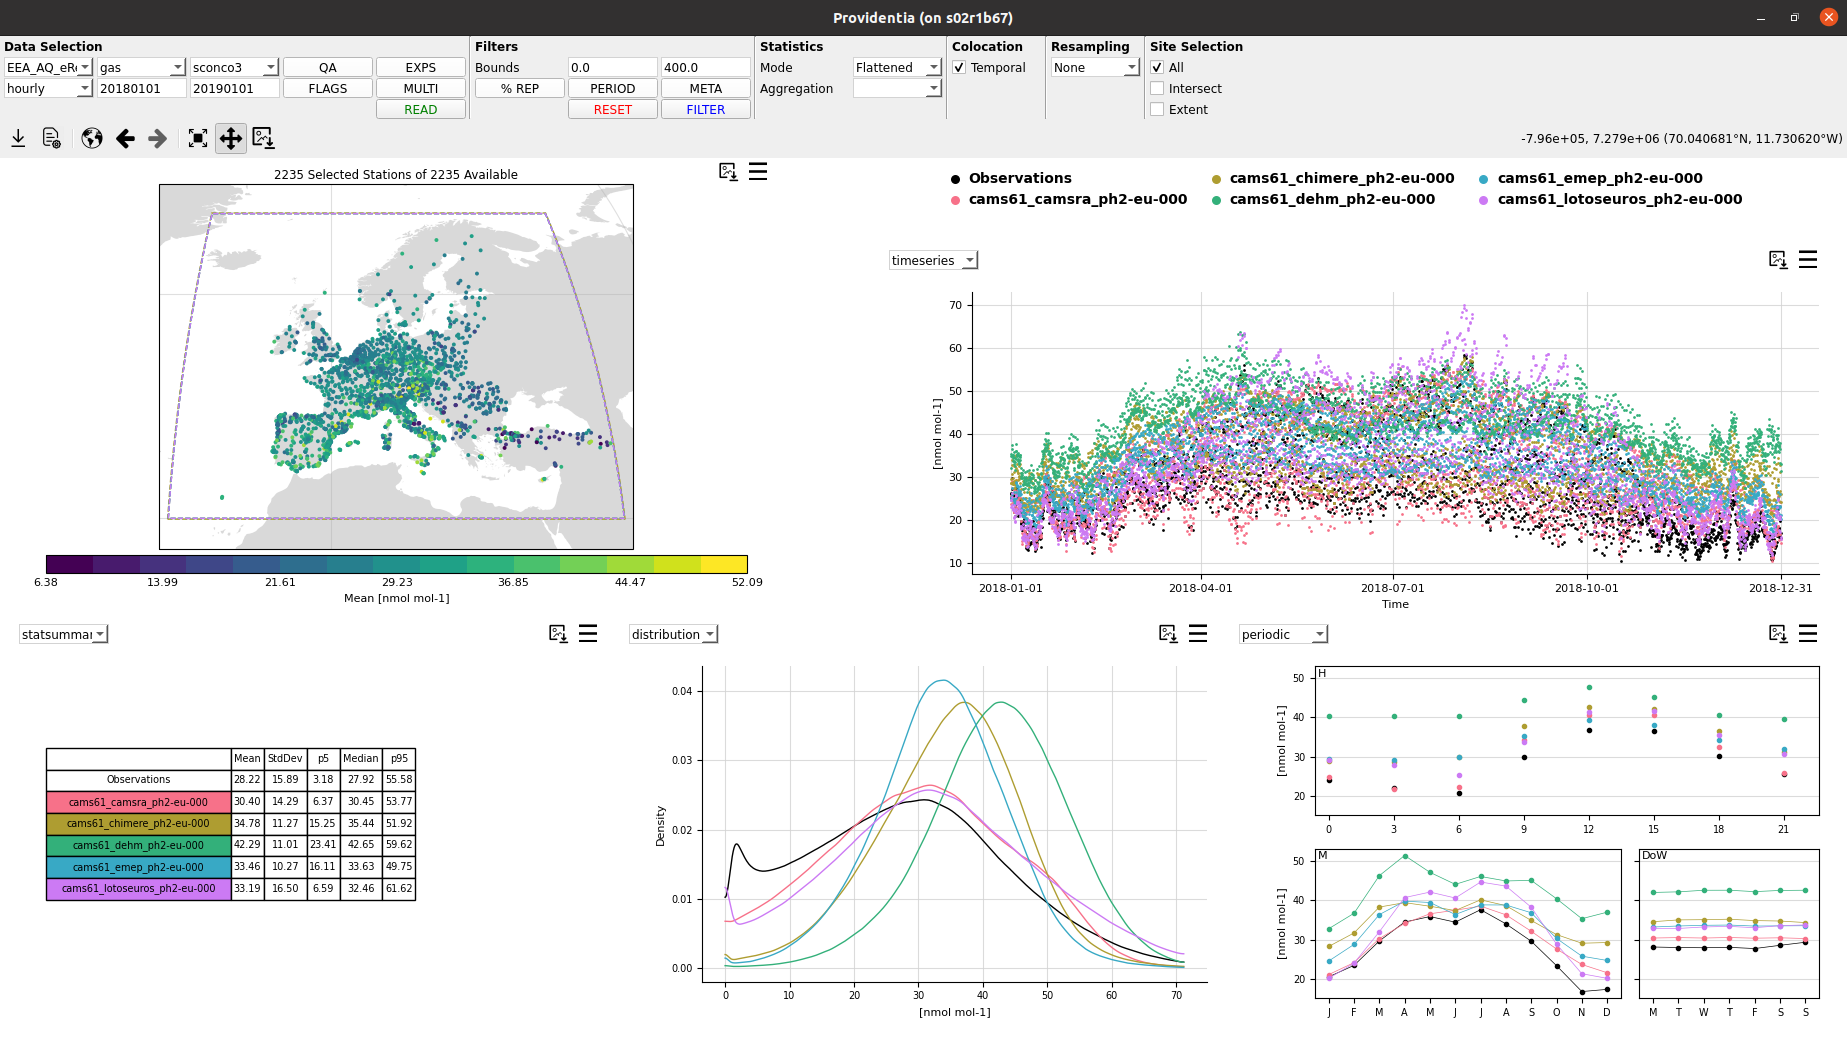 Providentia (on s02r1b67)
Data Selection
Filters
Statistics
Colocation
Resampling
Site Selection
EEA_AQ_eRe
gas
sconco3
QA
EXPS
Bounds
0.0
400.0
Mode
Flattened
Temporal
None
All
hourly
20180101
20190101
FLAGS
MULTI
% REP
PERIOD
META
Aggregation
Intersect
READ
RESET
FILTER
Extent
-7.96e+05, 7.279e+06 (70.040681°N, 11.730620°W)
2235 Selected Stations of 2235 Available
6.38 13.99 21.61 29.23 36.85 44.47 52.09
Mean [nmol mol-1]
Observations
cams61_chimere_ph2-eu-000
cams61_emep_ph2-eu-000
cams61_camsra_ph2-eu-000
cams61_dehm_ph2-eu-000
cams61_lotoseuros_ph2-eu-000
timeseries
70
60
50
40
30
20
10
[nmol mol-1]
2018-01-01 2018-04-01 2018-07-01 2018-10-01 2018-12-31
Time
statsummar
Mean StdDev p5 Median p95
Observations 28.22 15.89 3.18 27.92 55.58
cams61_camsra_ph2-eu-000 30.40 14.29 6.37 30.45 53.77
cams61_chimere_ph2-eu-000 34.78 11.27 15.25 35.44 51.92
cams61_dehm_ph2-eu-000 42.29 11.01 23.41 42.65 59.62
cams61_emep_ph2-eu-000 33.46 10.27 16.11 33.63 49.75
cams61_lotoseuros_ph2-eu-000 33.19 16.50 6.59 32.46 61.62
distribution
0.04
0.03
0.02
0.01
0.00
Density
0 10 20 30 40 50 60 70
[nmol mol-1]
periodic
H
50
40
30
20
[nmol mol-1]
0 3 6 9 12 15 18 21
M
50
40
30
20
[nmol mol-1]
J F M A M J J A S O N D
DoW
M T W T F S S